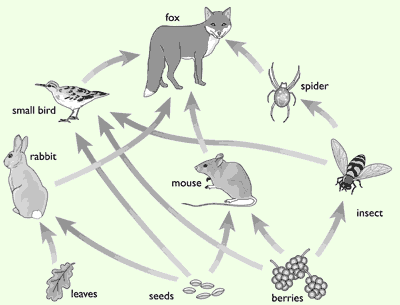 fox
small bird
spider
rabbit
mouse
insect
leaves
seeds
berries